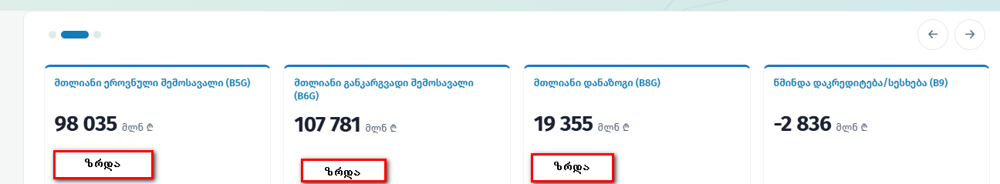 მთლიანი ეროვნული შემოსავალი (B5G)
98 035 მლნ ₾
ზრდა
მთლიანი განკარგვადი შემოსავალი
(B6G)
107 781 მლნ ₾
ზრდა
მთლიანი დანაზოგი (B8G)
19 355 მლნ ₾
ზრდა
წმინდა დაკრედიტება/სესხება (B9)
-2 836 მლნ ₾